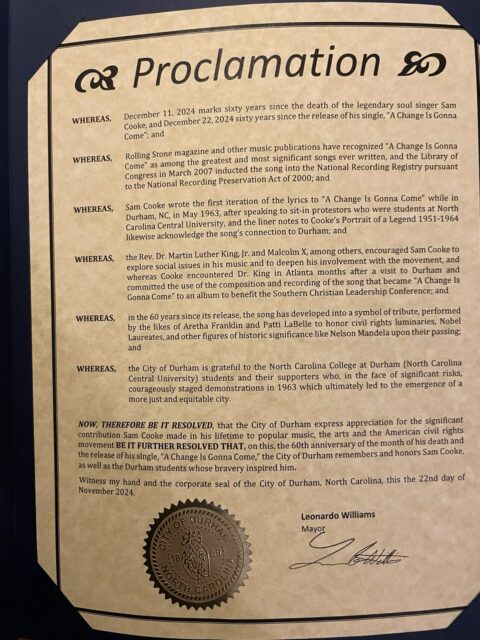 Proclamation
WHEREAS, December 11, 2024 marks sixty years since the death of the legendary soul singer Sam
Cooke, and December 22, 2024 sixty years since the release of his single, "A Change Is Gonna
Come"; and
WHEREAS, Rolling Stone magazine and other music publications have recognized "A Change Is Gonna
Come" as among the greatest and most significant songs ever written, and the Library of
Congress in March 2007 inducted the song into the National Recording Registry pursuant
to the National Recording Preservation Act of 2000; and
WHEREAS, Sam Cooke wrote the first iteration of the lyrics to "A Change Is Gonna Come" while in
Durham, NC, in May 1963, after speaking to sit-in protestors who were students at North
Carolina Central University, and the liner notes to Cooke's Portrait of a Legend 1951-1964
likewise acknowledge the song's connection to Durham; and
WHEREAS, the Rev. Dr. Martin Luther King, Jr. and Malcolm X, among others, encouraged Sam Cooke to
explore social issues in his music and to deepen his involvement with the movement, and
whereas Cooke encountered Dr. King in Atlanta months after a visit to Durham and
committed the use of the composition and recording of the song that became "A Change Is
Gonna Come" to an album to benefit the Southern Christian Leadership Conference; and
WHEREAS, in the 60 years since its release, the song has developed into a symbol of tribute, performed
by the likes of Aretha Franklin and Patti LaBelle to honor civil rights luminaries, Nobel
Laureates, and other figures of historic significance like Nelson Mandela upon their passing;
and
WHEREAS, the City of Durham is grateful to the North Carolina College at Durham (North Carolina
Central University) students and their supporters who, in the face of significant risks,
courageously staged demonstrations in 1963 which ultimately led to the emergence of a
more just and equitable city.
NOW, THEREFORE BE IT RESOLVED, that the City of Durham express appreciation for the significant
contribution Sam Cooke made in his lifetime to popular music, the arts and the American civil rights
movement BE IT FURTHER RESOLVED THAT, on this, the 60th anniversary of the month of his death and
the release of his single, "A Change Is Gonna Come," the City of Durham remembers and honors Sam Cooke,
as well as the Durham students whose bravery inspired him.
Witness my hand and the corporate seal of the City of Durham, North Carolina, this the 22nd day of
November 2024.
CITY OF DURHAM
1869
NORTH CAROLINA
Leonardo Williams
Mayor